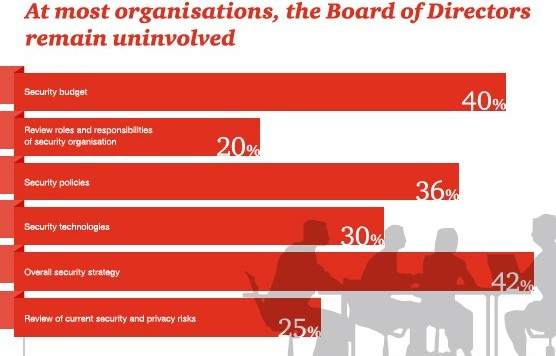 At most organisations, the Board of Directors
remain uninvolved
Security budget
40%
Review roles and responsibilities
of security organisation
20%
Security policies
36%
Security technologies
30%
Overall security strategy
42%
Review of current security and privacy risks
25%